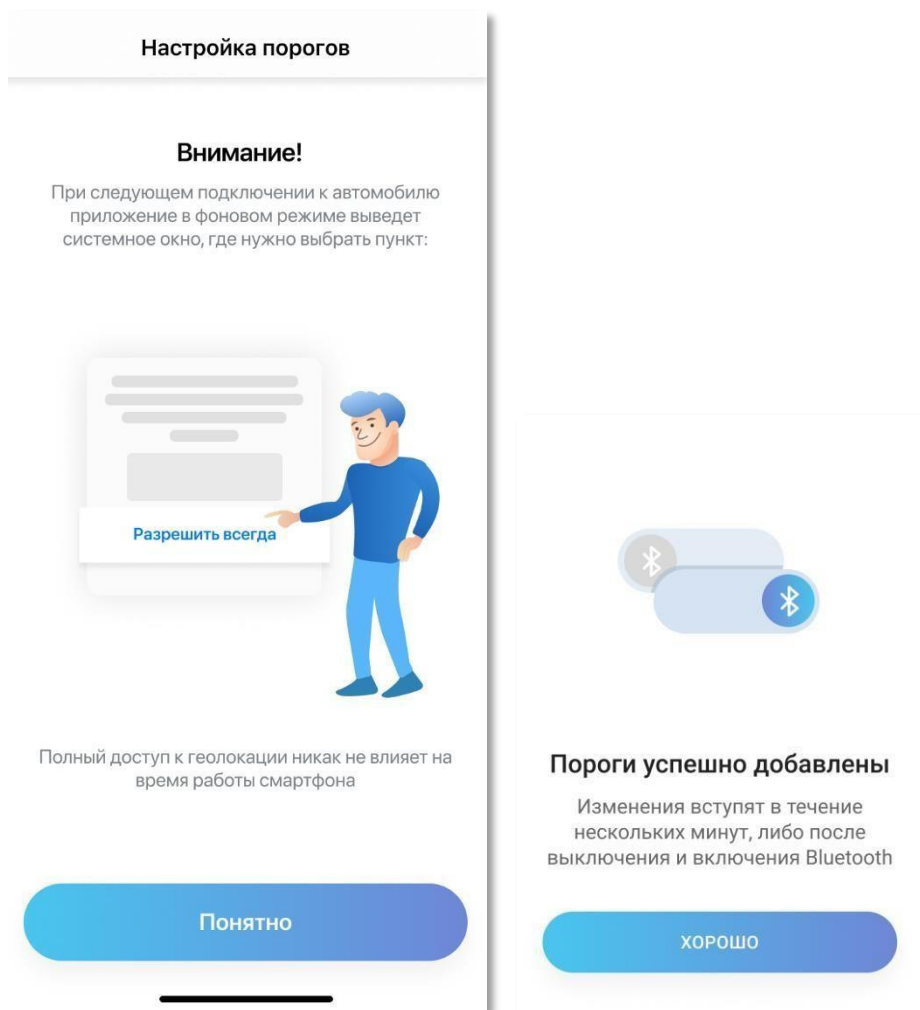 Настройка порогов
Внимание!
При следующем подключении к автомобилю
приложение в фоновом режиме выведет
системное окно, где нужно выбрать пункт:
Разрешить всегда
Полный доступ к геолокации никак не влияет на
время работы смартфона
Понятно
Пороги успешно добавлены
Изменения вступят в течение
нескольких минут, либо после
выключения и включения Bluetooth
ХОРОШО